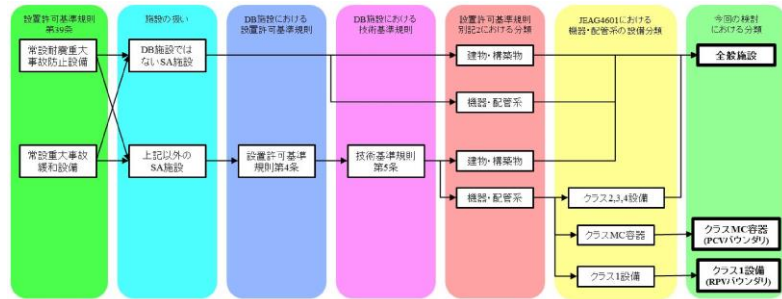 設置許可基準規則
第39条
施設の扱い
DB施設における
設置許可基準規則
DB施設における
技術基準規則
設置許可基準規則
別記2における分類
JEAG4601における
機器・配管系の設備分類
今回の検討
における分類
常設耐震重大
事故防止設備
DB施設では
ないSA施設
建物・構築物
全般施設
機器・配管系
常設重大事故
緩和設備
上記以外の
SA施設
設置許可基準
規則第4条
技術基準規則
第5条
建物・構築物
機器・配管系
クラス2,3,4設備
クラスMC容器
クラスMC容器
(PCVバウンダリ)
クラス1設備
クラス1設備
(RPVバウンダリ)